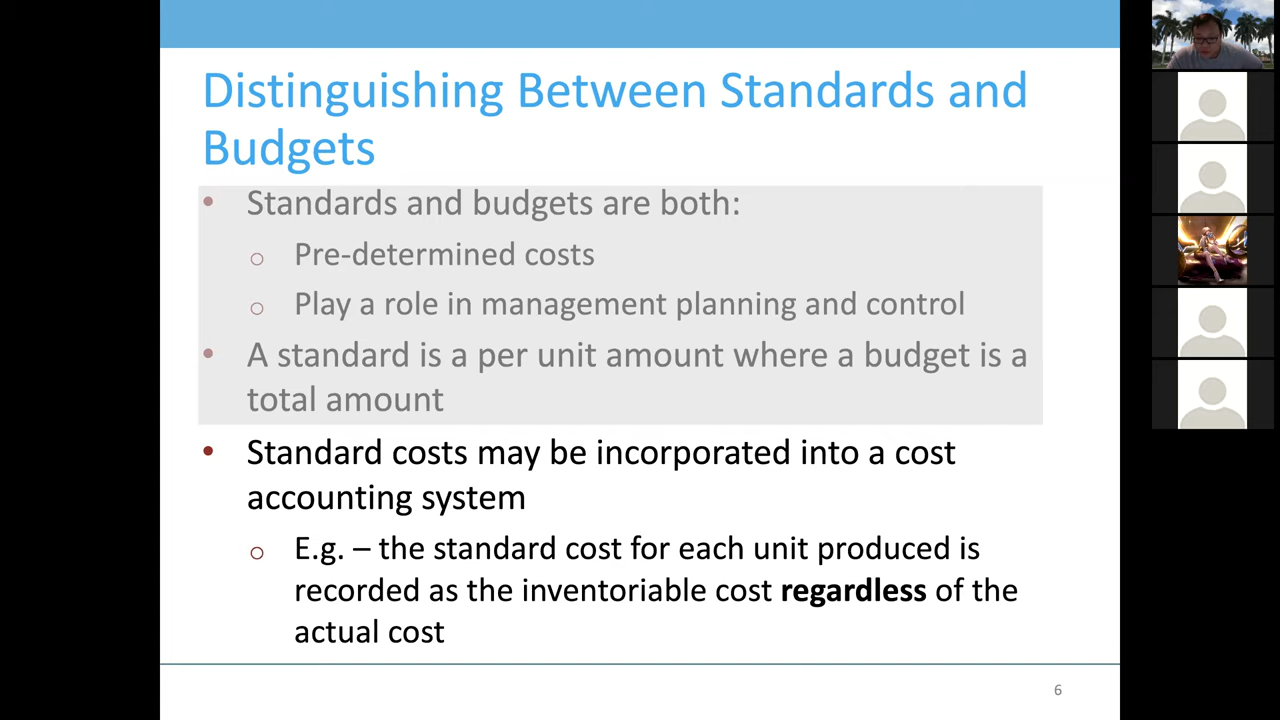 Distinguishing Between Standards and
Budgets
• Standards and budgets are both:
○ Pre-determined costs
○ Play a role in management planning and control
• A standard is a per unit amount where a budget is a
total amount
• Standard costs may be incorporated into a cost
accounting system
○ E.g. – the standard cost for each unit produced is
recorded as the inventoriable cost regardless of the
actual cost
6